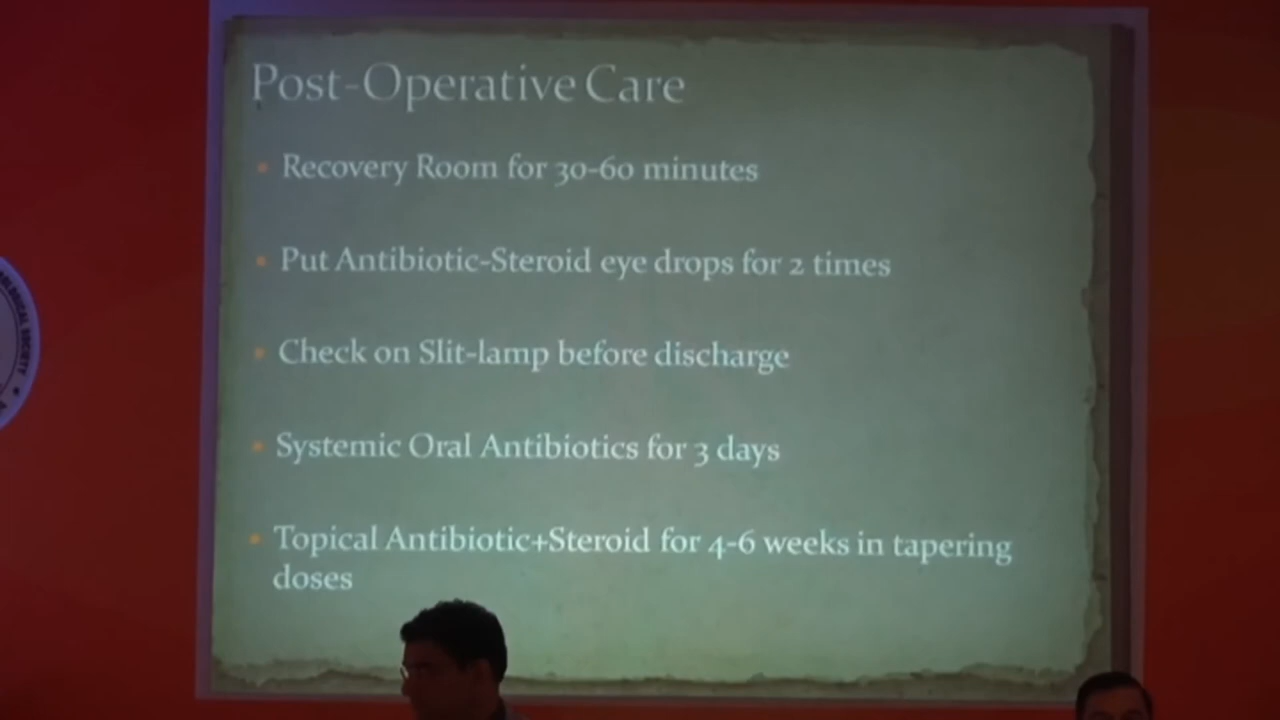 Post-Operative Care
• Recovery Room for 30-60 minutes
• Put Antibiotic-Steroid eye drops for 2 times
• Check on Slit-lamp before discharge
• Systemic Oral Antibiotics for 3 days
• Topical Antibiotic+Steroid for 4-6 weeks in tapering
doses
SOCIETY